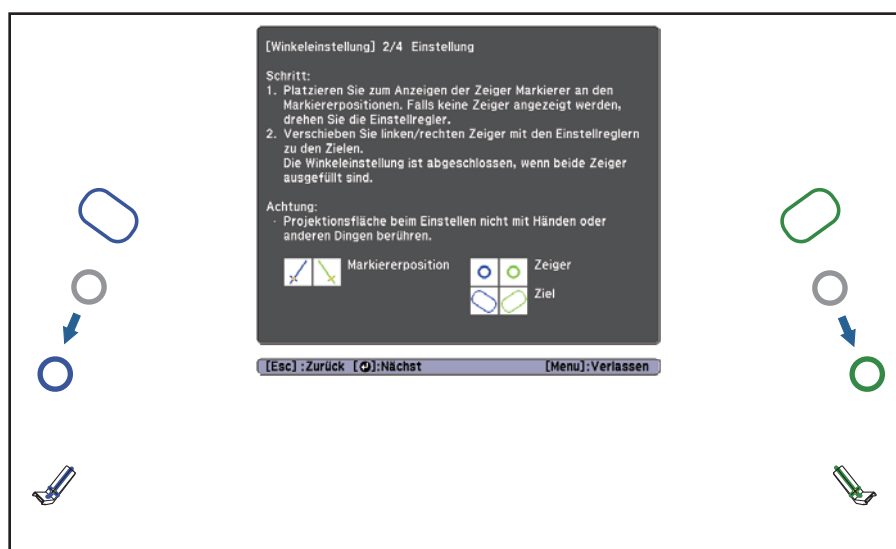 [Winkeleinstellung] 2/4 Einstellung
Schritt:
1. Platzieren Sie zum Anzeigen der Zeiger Markierer an den
Markiererpositionen. Falls keine Zeiger angezeigt werden,
drehen Sie die Einstellregler.
2. Verschieben Sie linken/rechten Zeiger mit den Einstellreglern
zu den Zielen.
Die Winkeleinstellung ist abgeschlossen, wenn beide Zeiger
ausgefüllt sind.
Achtung:
· Projektionsfläche beim Einstellen nicht mit Händen oder
anderen Dingen berühren.
Markiererposition
Zeiger
Ziel
[Esc] :Zurück [⏎]:Nächst [Menu]:Verlassen